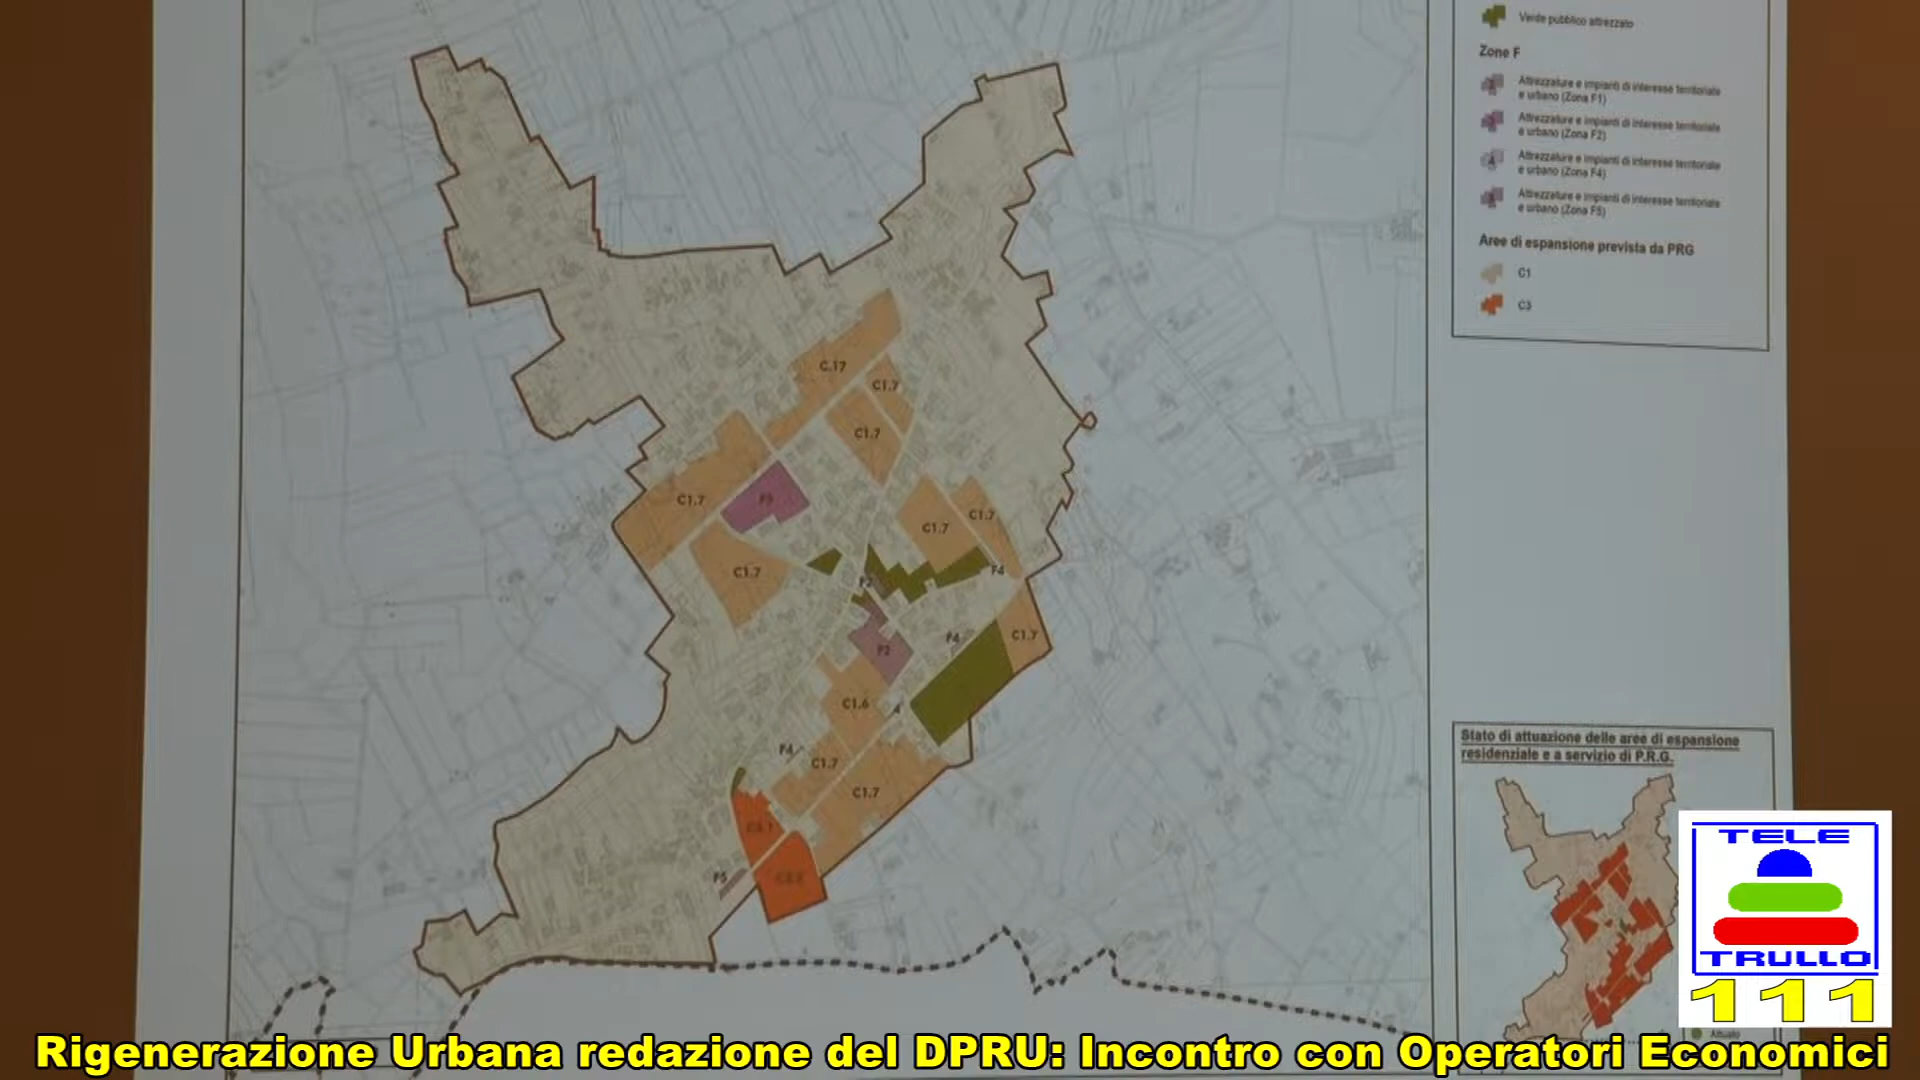 Verde pubblico attrezzato
Zone F
Attrezzature e impianti di interesse territoriale
e urbano (Zona F1)
Attrezzature e impianti di interesse territoriale
e urbano (Zona F2)
Attrezzature e impianti di interesse territoriale
e urbano (Zona F4)
Attrezzature e impianti di interesse territoriale
e urbano (Zona F5)
Aree di espansione prevista da PRG
C1
C3
C.17
C1.7
C1.7
C1.7
F5
C1.7
C1.7
C1.7
F4
F2
C1.7
F4
F2
C1.6
F4
C1.7
C1.7
F5
Stato di attuazione delle aree di espansione
residenziale e a servizio di P.R.G.
Attuato
TELE
TRULLO
111
Rigenerazione Urbana redazione del DPRU: Incontro con Operatori Economici